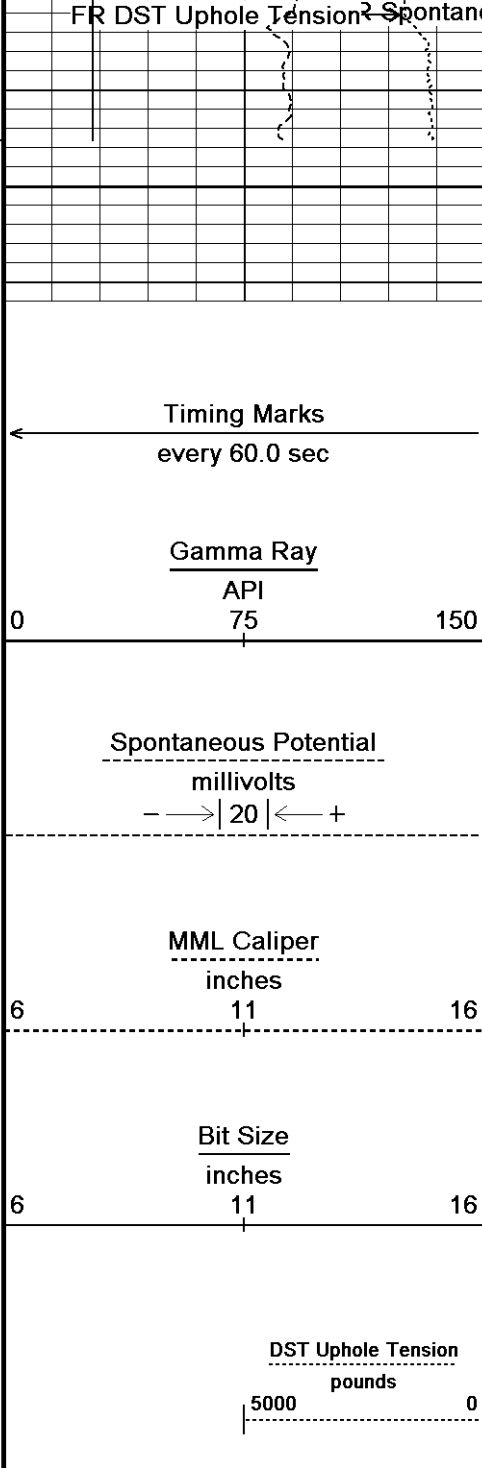 FR DST Uphole Tension
Timing Marks
every 60.0 sec
Gamma Ray
API
0 75 150
Spontaneous Potential
millivolts
− →| 20 |← +
MML Caliper
inches
6 11 16
Bit Size
inches
6 11 16
DST Uphole Tension
pounds
5000 0